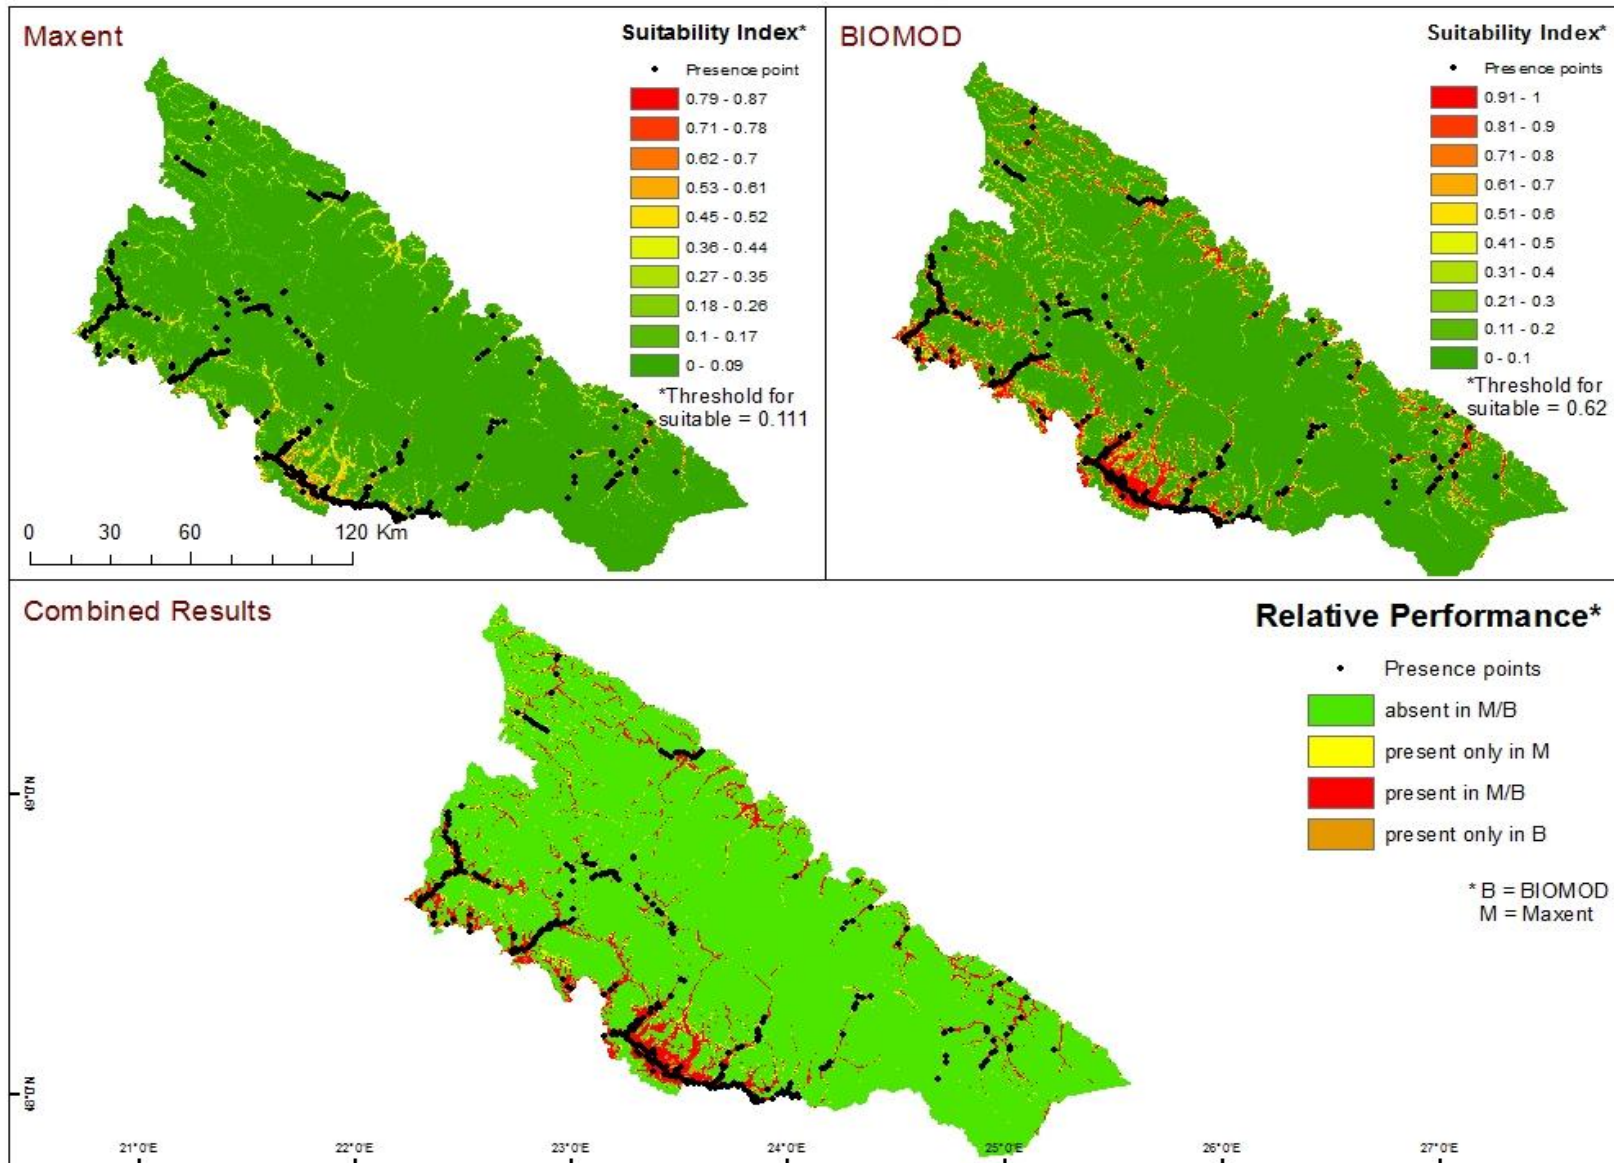 Maxent
Suitability Index*
Presence point
0.79 - 0.87
0.71 - 0.78
0.62 - 0.7
0.53 - 0.61
0.45 - 0.52
0.36 - 0.44
0.27 - 0.35
0.18 - 0.26
0.1 - 0.17
0 - 0.09
*Threshold for
suitable = 0.111
0 30 60 120 Km
BIOMOD
Suitability Index*
Presence points
0.91 - 1
0.81 - 0.9
0.71 - 0.8
0.61 - 0.7
0.51 - 0.6
0.41 - 0.5
0.31 - 0.4
0.21 - 0.3
0.11 - 0.2
0 - 0.1
*Threshold for
suitable = 0.62
Combined Results
Relative Performance*
Presence points
absent in M/B
present only in M
present in M/B
present only in B
* B = BIOMOD
M = Maxent
21°0'E 22°0'E 23°0'E 24°0'E 25°0'E 26°0'E 27°0'E